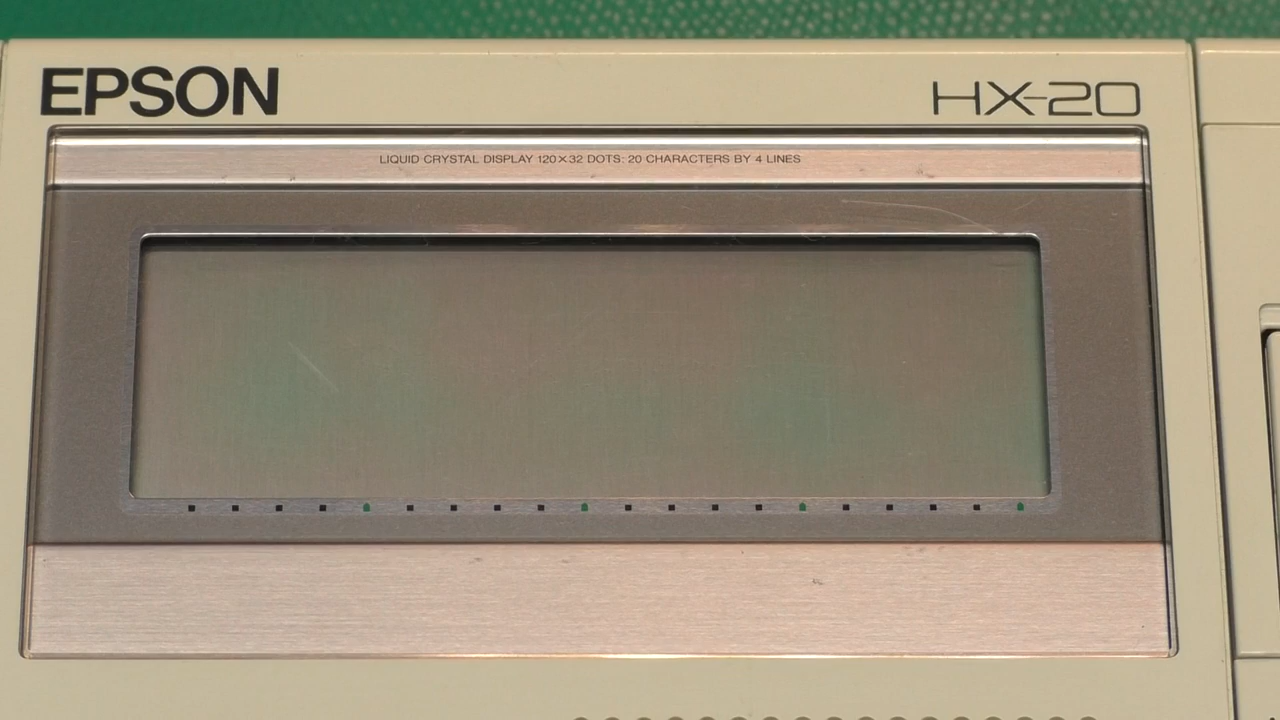 EPSON
HX-20
LIQUID CRYSTAL DISPLAY 120×32 DOTS: 20 CHARACTERS BY 4 LINES